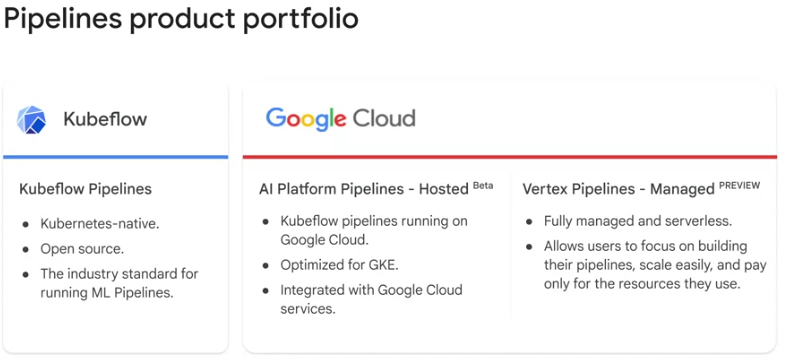 Pipelines product portfolio
Kubeflow
Kubeflow Pipelines
• Kubernetes-native.
• Open source.
• The industry standard for
running ML Pipelines.
Google Cloud
AI Platform Pipelines - Hosted Beta
• Kubeflow pipelines running on
Google Cloud.
• Optimized for GKE.
• Integrated with Google Cloud
services.
Vertex Pipelines - Managed PREVIEW
• Fully managed and serverless.
• Allows users to focus on building
their pipelines, scale easily, and pay
only for the resources they use.